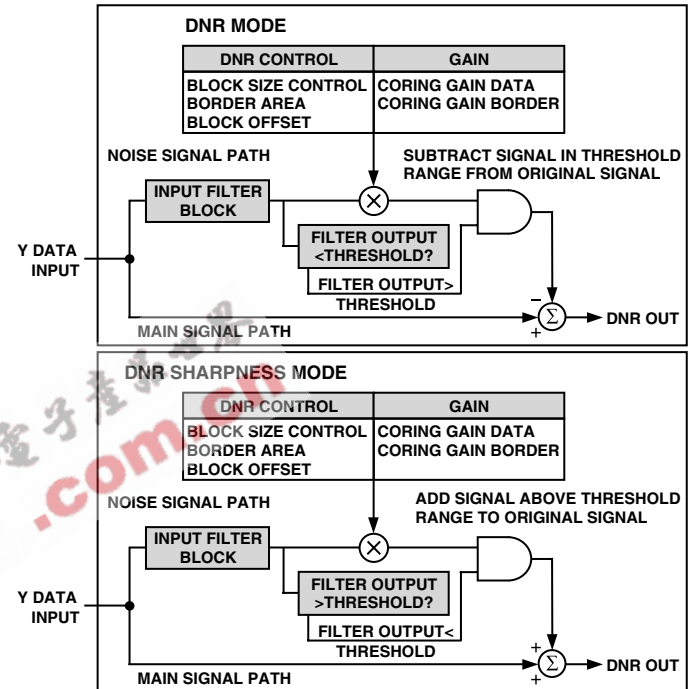 DNR MODE
DNR CONTROL
GAIN
BLOCK SIZE CONTROL
BORDER AREA
BLOCK OFFSET
CORING GAIN DATA
CORING GAIN BORDER
NOISE SIGNAL PATH
SUBTRACT SIGNAL IN THRESHOLD
RANGE FROM ORIGINAL SIGNAL
INPUT FILTER
BLOCK
×
FILTER OUTPUT
<THRESHOLD?
FILTER OUTPUT>
THRESHOLD
Y DATA
INPUT
–
Σ
+
DNR OUT
MAIN SIGNAL PATH
DNR SHARPNESS MODE
DNR CONTROL
GAIN
BLOCK SIZE CONTROL
BORDER AREA
BLOCK OFFSET
CORING GAIN DATA
CORING GAIN BORDER
NOISE SIGNAL PATH
ADD SIGNAL ABOVE THRESHOLD
RANGE TO ORIGINAL SIGNAL
INPUT FILTER
BLOCK
×
FILTER OUTPUT
>THRESHOLD?
FILTER OUTPUT<
THRESHOLD
Y DATA
INPUT
+
Σ
+
DNR OUT
MAIN SIGNAL PATH
.com.cn